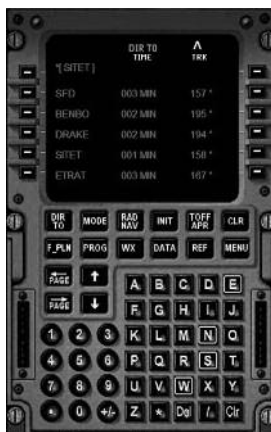 DIR TO Λ
TIME TRK
*[ SITET ]
SFD 003 MIN 157 °
BENBO 002 MIN 195 °
DRAKE 002 MIN 194 °
SITET 001 MIN 158 °
ETRAT 003 MIN 167 °
DIR TO MODE RAD NAV INIT TOFF APR CLR
F_PLN PROG WX DATA REF MENU
← PAGE ↑
→ PAGE ↓
A B C D E
F G H I J
1 2 3 K L M N O
4 5 6 P Q R S T
7 8 9 U V W X Y
0 +/- Z Del / Clr